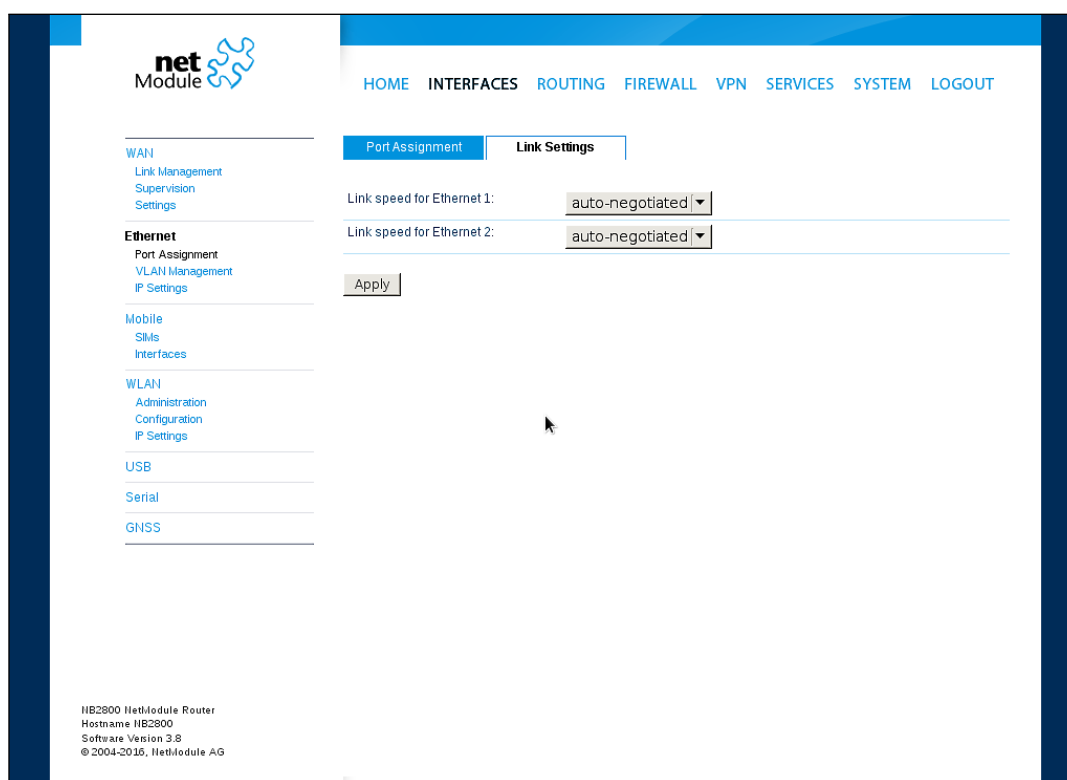 net
Module
HOME INTERFACES ROUTING FIREWALL VPN SERVICES SYSTEM LOGOUT
WAN
Link Management
Supervision
Settings
Ethernet
Port Assignment
VLAN Management
IP Settings
Mobile
SIMs
Interfaces
WLAN
Administration
Configuration
IP Settings
USB
Serial
GNSS
Port Assignment Link Settings
Link speed for Ethernet 1: auto-negotiated
Link speed for Ethernet 2: auto-negotiated
Apply
NB2800 NetModule Router
Hostname NB2800
Software Version 3.8
© 2004-2016, NetModule AG